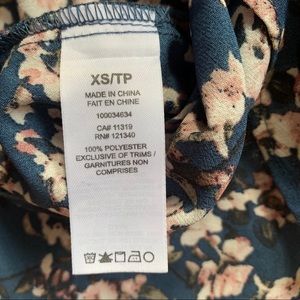 XS/TP
MADE IN CHINA
FAIT EN CHINE
100034634
CA# 11319
RN# 121340
100% POLYESTER
EXCLUSIVE OF TRIMS /
GARNITURES NON
COMPRISES